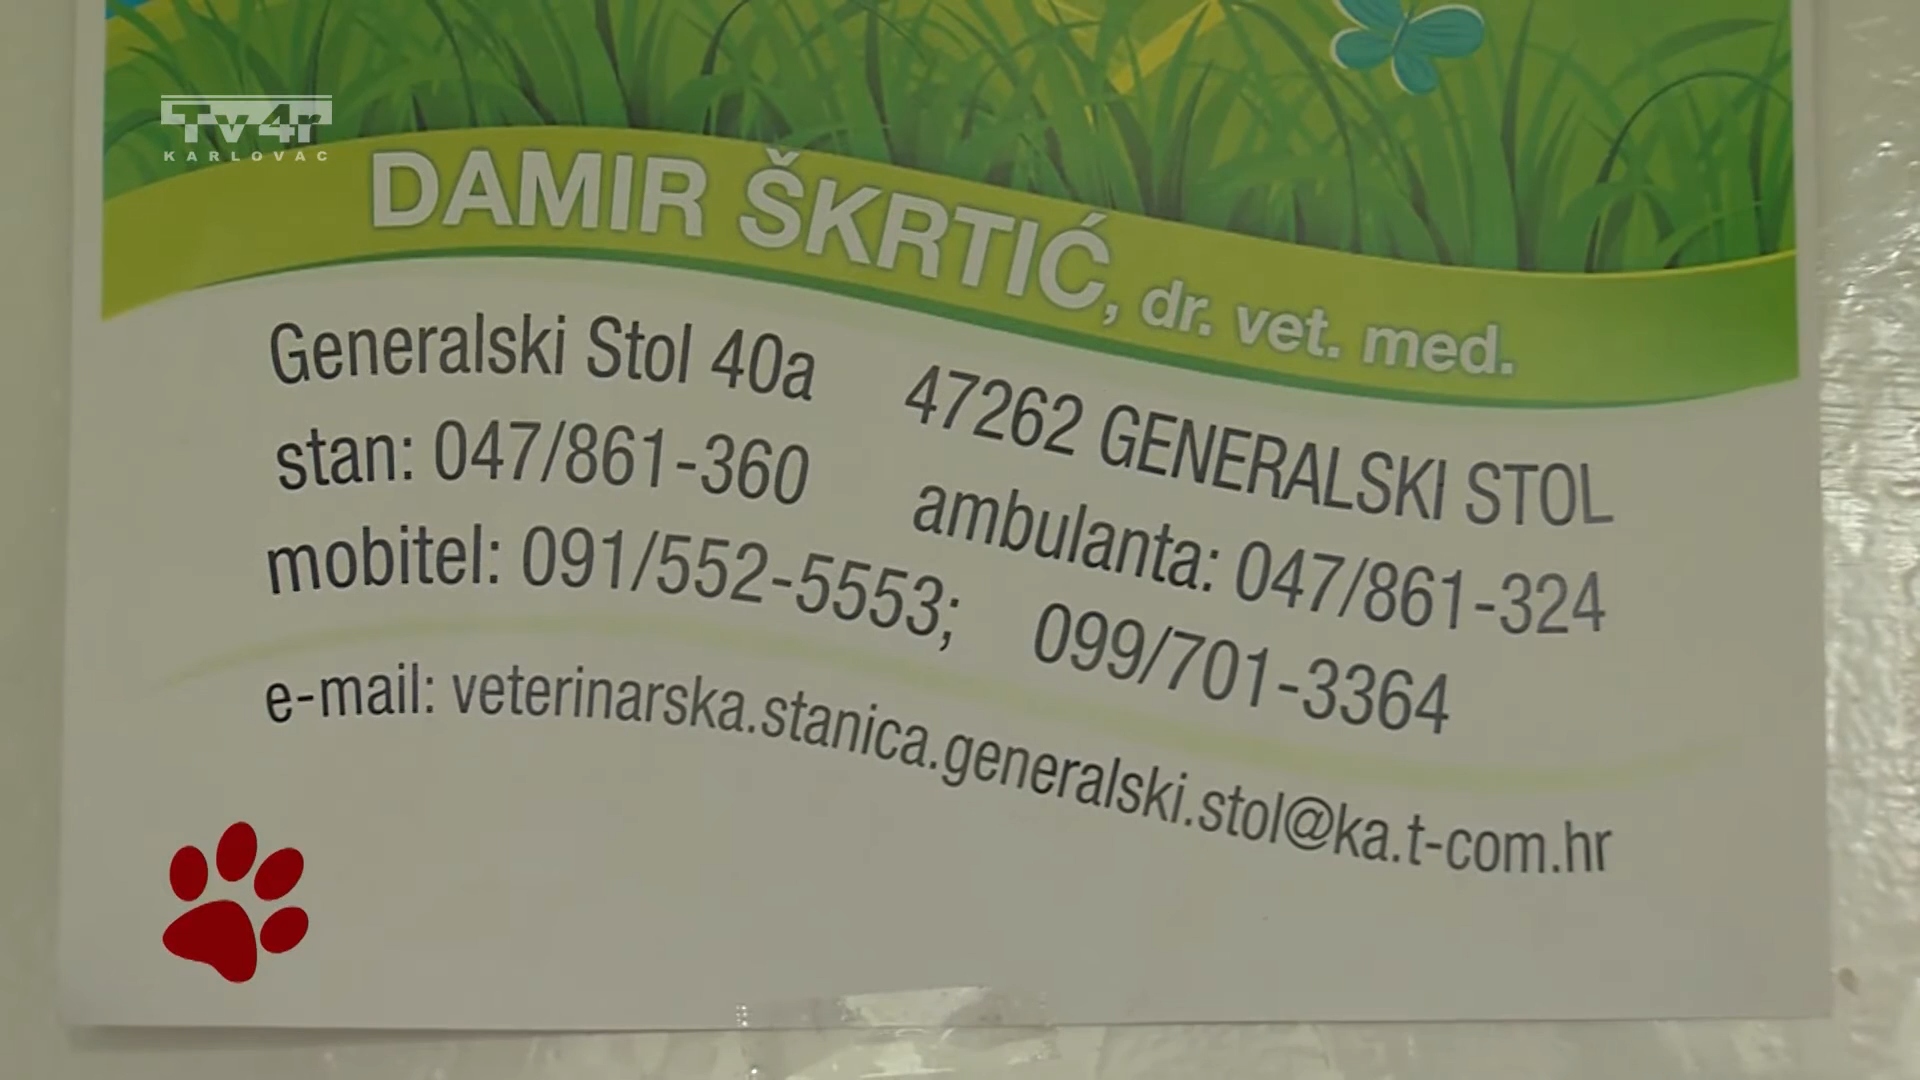 Tv4r
KARLOVAC
DAMIR ŠKRTIĆ, dr. vet. med.
Generalski Stol 40a 47262 GENERALSKI STOL
stan: 047/861-360 ambulanta: 047/861-324
mobitel: 091/552-5553; 099/701-3364
e-mail: veterinarska.stanica.generalski.stol@ka.t-com.hr